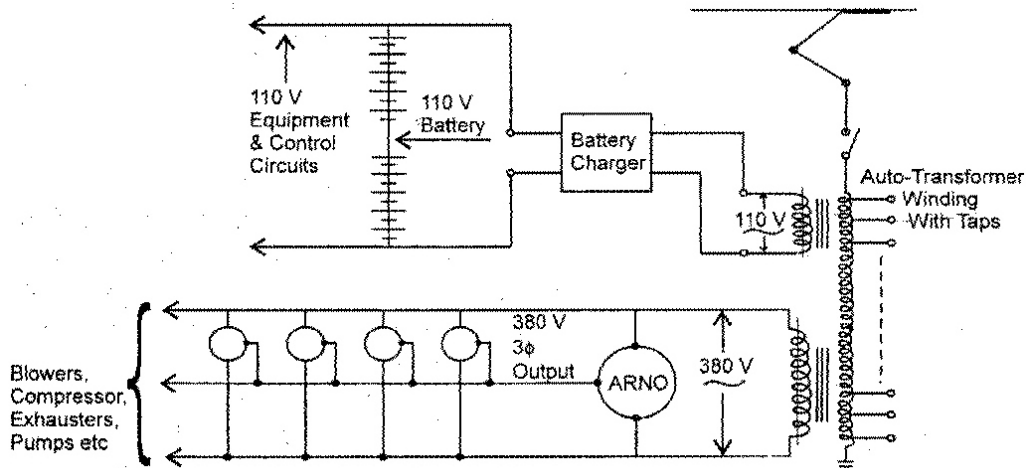 110 V
Equipment
& Control
Circuits
110 V
Battery
Battery
Charger
110 V
Auto-Transformer
Winding
With Taps
380 V
3ϕ
Output
ARNO
380 V
Blowers,
Compressor,
Exhausters,
Pumps etc